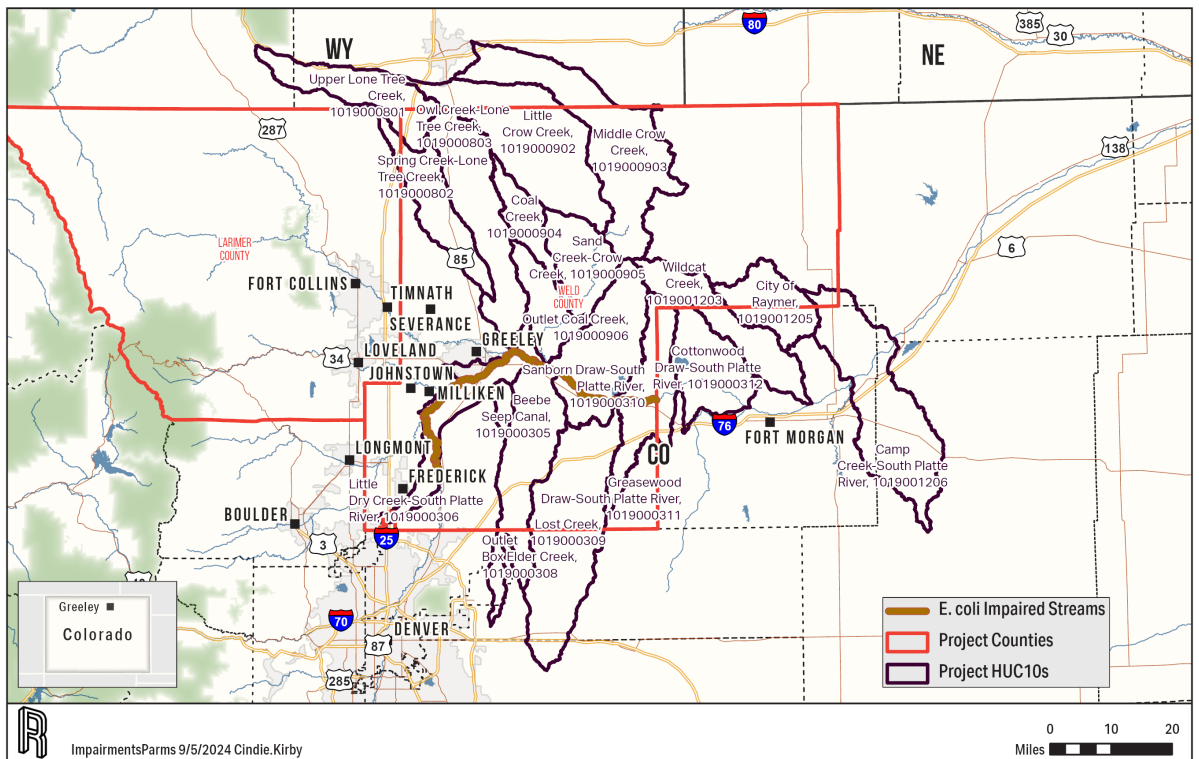 80
385
30
WY
NE
Upper Lone Tree
Creek,
1019000801
Owl Creek-Lone
Tree Creek,
1019000803
Little
Crow Creek,
1019000902
Middle Crow
Creek,
1019000903
287
138
Spring Creek-Lone
Tree Creek,
1019000802
Coal
Creek,
1019000904
LARIMER
COUNTY
Sand
Creek-Crow
Creek, 1019000905
6
85
FORT COLLINS
TIMNATH
SEVERANCE
WELD
COUNTY
Wildcat
Creek,
1019001203
City of
Raymer,
1019001205
Outlet Coal Creek,
1019000906
GREELEY
34
LOVELAND
JOHNSTOWN
MILLIKEN
Sanborn Draw-South
Platte River,
1019000310
Cottonwood
Draw-South Platte
River, 1019000312
Beebe
Seep Canal,
1019000305
76
FORT MORGAN
LONGMONT
CO
FREDERICK
Camp
Creek-South Platte
River, 1019001206
Little
Dry Creek-South Platte
River, 1019000306
Greasewood
Draw-South Platte River,
1019000311
BOULDER
25
3
Lost Creek,
1019000309
Outlet
Box Elder Creek,
1019000308
Greeley
Colorado
70
DENVER
87
285
E. coli Impaired Streams
Project Counties
Project HUC10s
R
ImpairmentsParms 9/5/2024 Cindie.Kirby
0 10 20
Miles